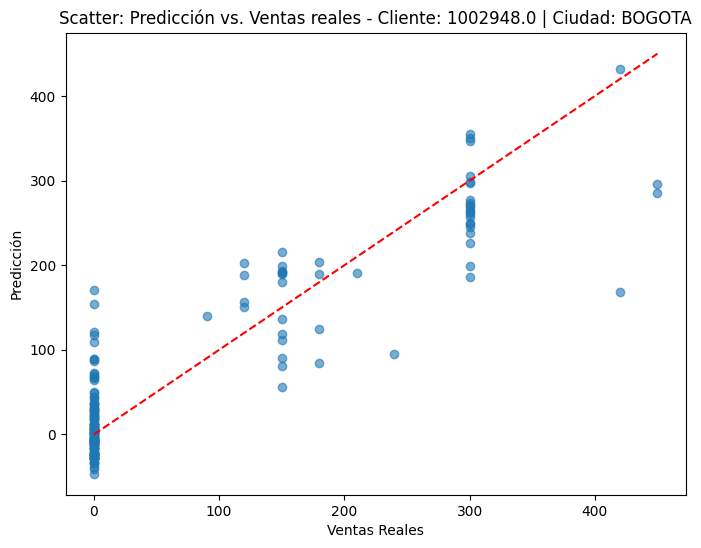 Scatter: Predicción vs. Ventas reales - Cliente: 1002948.0 | Ciudad: BOGOTA
Predicción
400
300
200
100
0
0 100 200 300 400
Ventas Reales